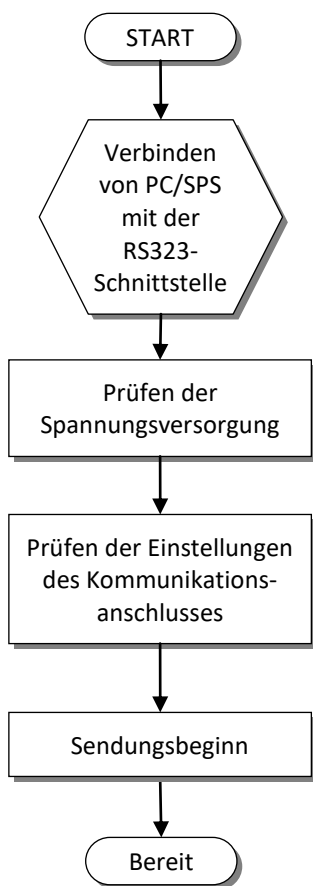 START
Verbinden
von PC/SPS
mit der
RS323-
Schnittstelle
Prüfen der
Spannungsversorgung
Prüfen der Einstellungen
des Kommunikations-
anschlusses
Sendungsbeginn
Bereit